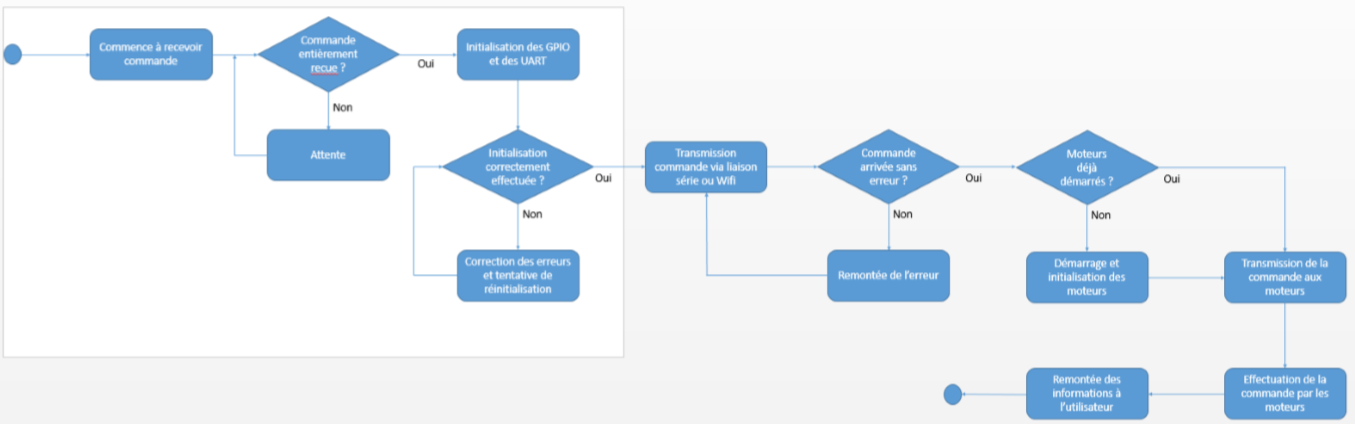 Commence à recevoir
commande
Commande
entièrement
recue ?
Oui
Initialisation des GPIO
et des UART
Non
Attente
Initialisation
correctement
effectuée ?
Oui
Non
Correction des erreurs
et tentative de
réinitialisation
Transmission
commande via liaison
série ou Wifi
Commande
arrivée sans
erreur ?
Oui
Non
Remontée de l'erreur
Moteurs
déjà
démarrés ?
Oui
Non
Démarrage et
initialisation des
moteurs
Transmission de la
commande aux
moteurs
Effectuation de la
commande par les
moteurs
Remontée des
informations à
l'utilisateur